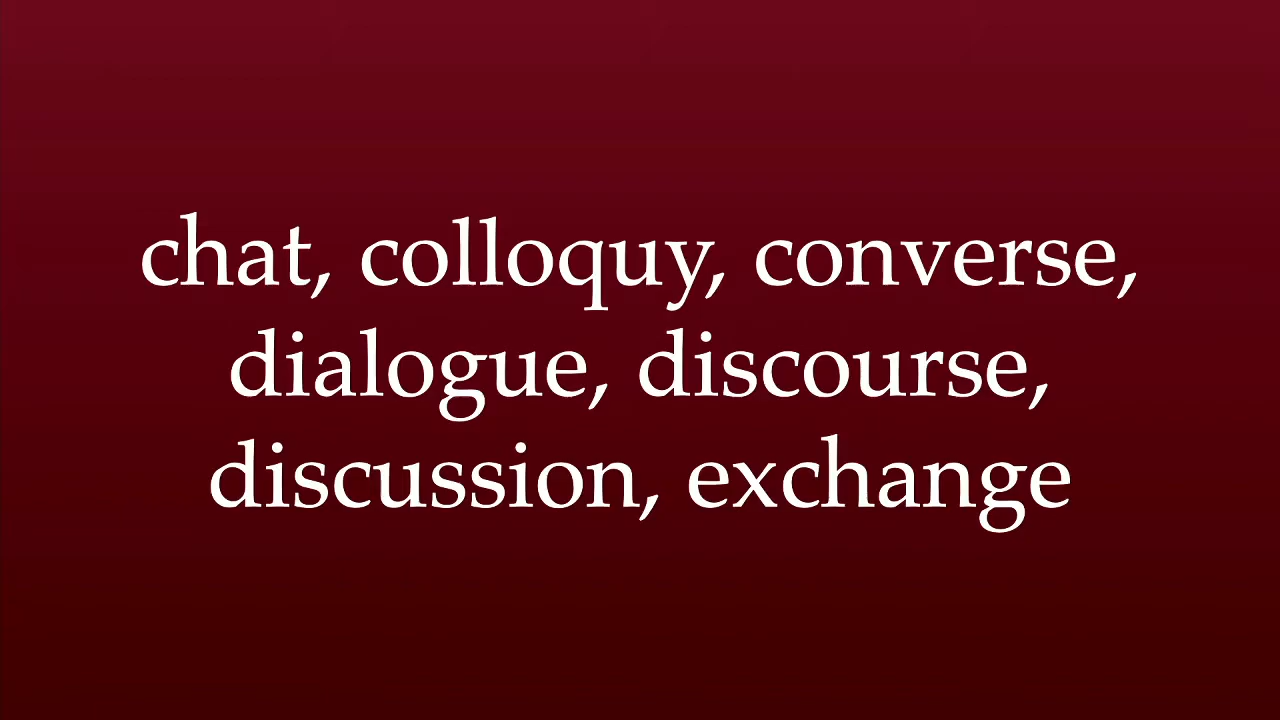 chat, colloquy, converse,
dialogue, discourse,
discussion, exchange